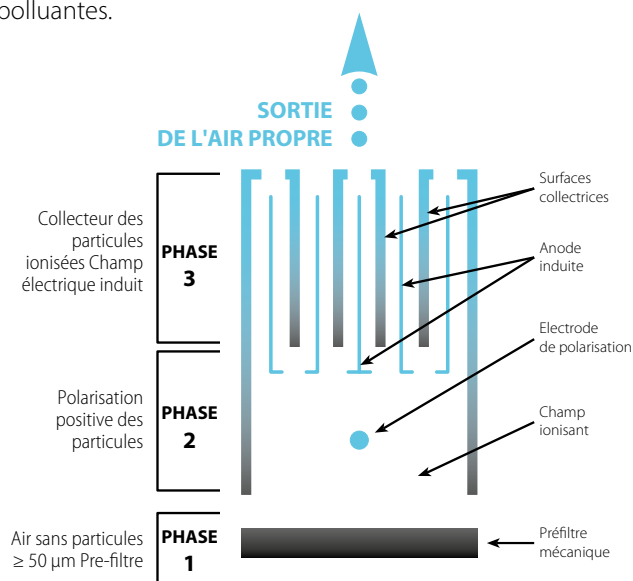 polluantes.
SORTIE
DE L'AIR PROPRE
Collecteur des
particules
ionisées Champ
électrique induit
PHASE
3
Surfaces
collectrices
Anode
induite
Electrode
de polarisation
Polarisation
positive des
particules
PHASE
2
Champ
ionisant
Air sans particules
≥ 50 µm Pre-filtre
PHASE
1
Préfiltre
mécanique